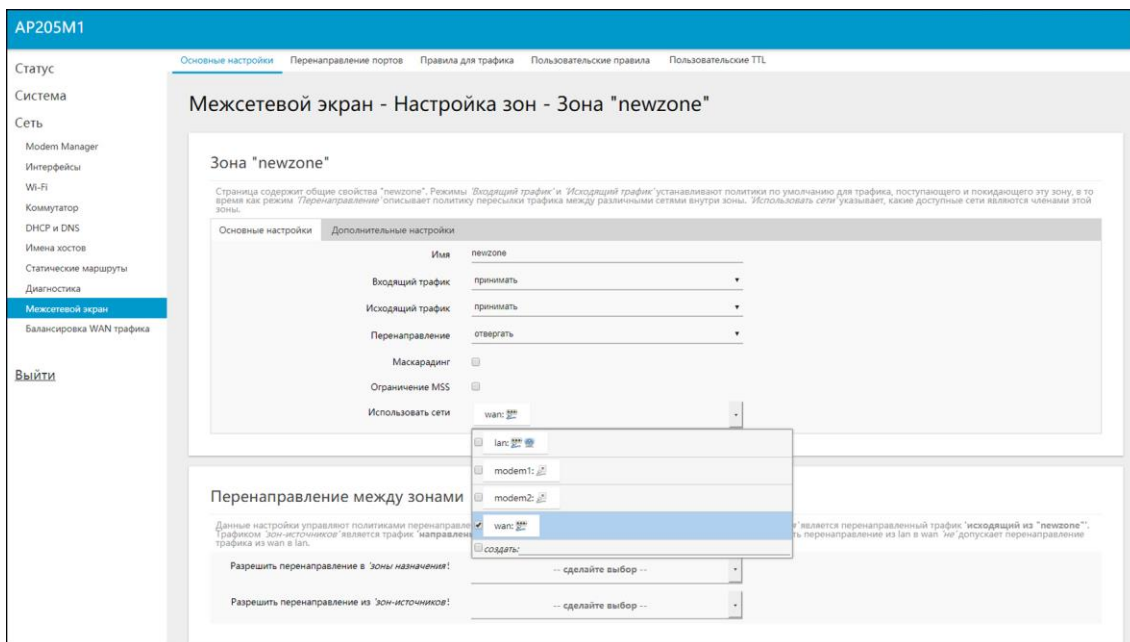 AP205M1
Статус
Система
Сеть
Modem Manager
Интерфейсы
Wi-Fi
Коммутатор
DHCP и DNS
Имена хостов
Статические маршруты
Диагностика
Межсетевой экран
Балансировка WAN трафика
Выйти
Основные настройки Перенаправление портов Правила для трафика Пользовательские правила Пользовательские TTL
Межсетевой экран - Настройка зон - Зона "newzone"
Зона "newzone"
Страница содержит общие свойства "newzone". Режимы 'Входящий трафик' и 'Исходящий трафик' устанавливают политики по умолчанию для трафика, поступающего и покидающего эту зону, в то
время как режим 'Перенаправление' описывает политику пересылки трафика между различными сетями внутри зоны. 'Использовать сети' указывает, какие доступные сети являются членами этой
зоны.
Основные настройки Дополнительные настройки
Имя newzone
Входящий трафик принимать
Исходящий трафик принимать
Перенаправление отвергать
Маскарадинг
Ограничение MSS
Использовать сети wan:
lan:
modem1:
modem2:
wan:
создать:
Перенаправление между зонами
Данные настройки управляют политиками перенаправле является перенаправленный трафик 'исходящий из "newzone"'.
Трафиком 'зон-источников' является трафик 'направлен ть перенаправление из lan в wan 'не' допускает перенаправление
трафика из wan в lan.
Разрешить перенаправление в 'зоны назначения': -- сделайте выбор --
Разрешить перенаправление из 'зон-источников': -- сделайте выбор --